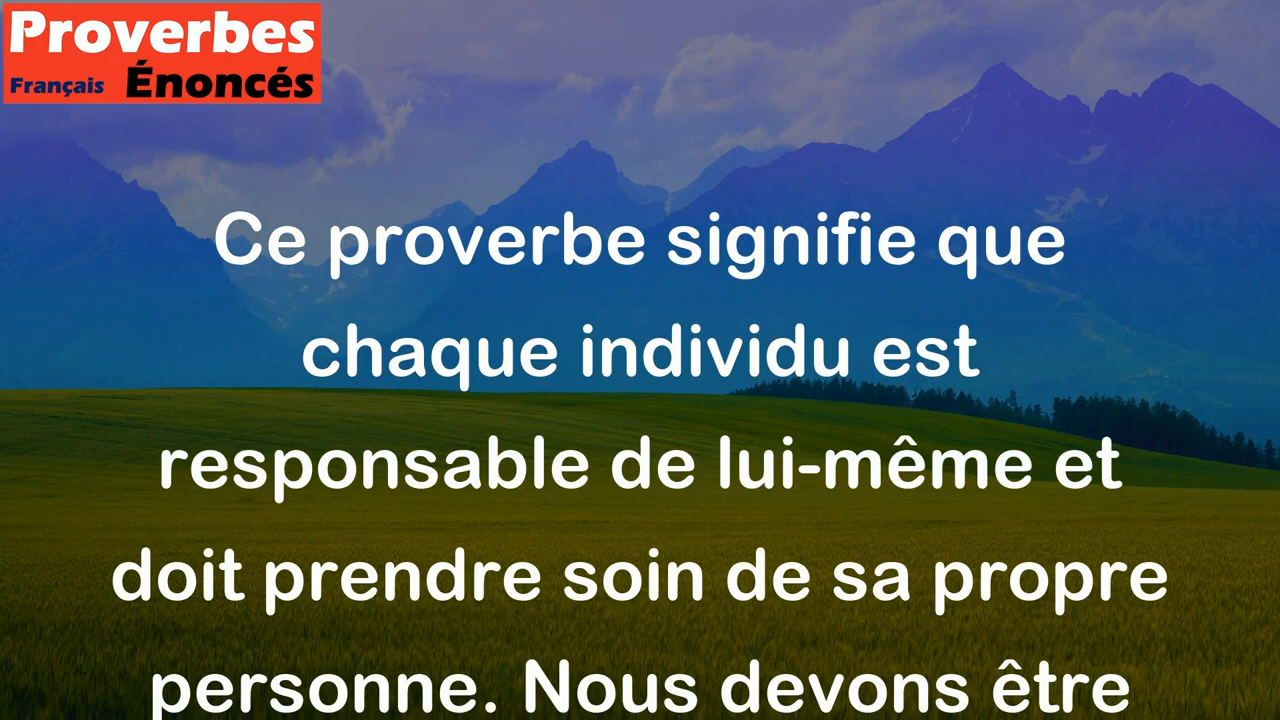 Proverbes
Français Énoncés
Ce proverbe signifie que
chaque individu est
responsable de lui-même et
doit prendre soin de sa propre
personne. Nous devons être